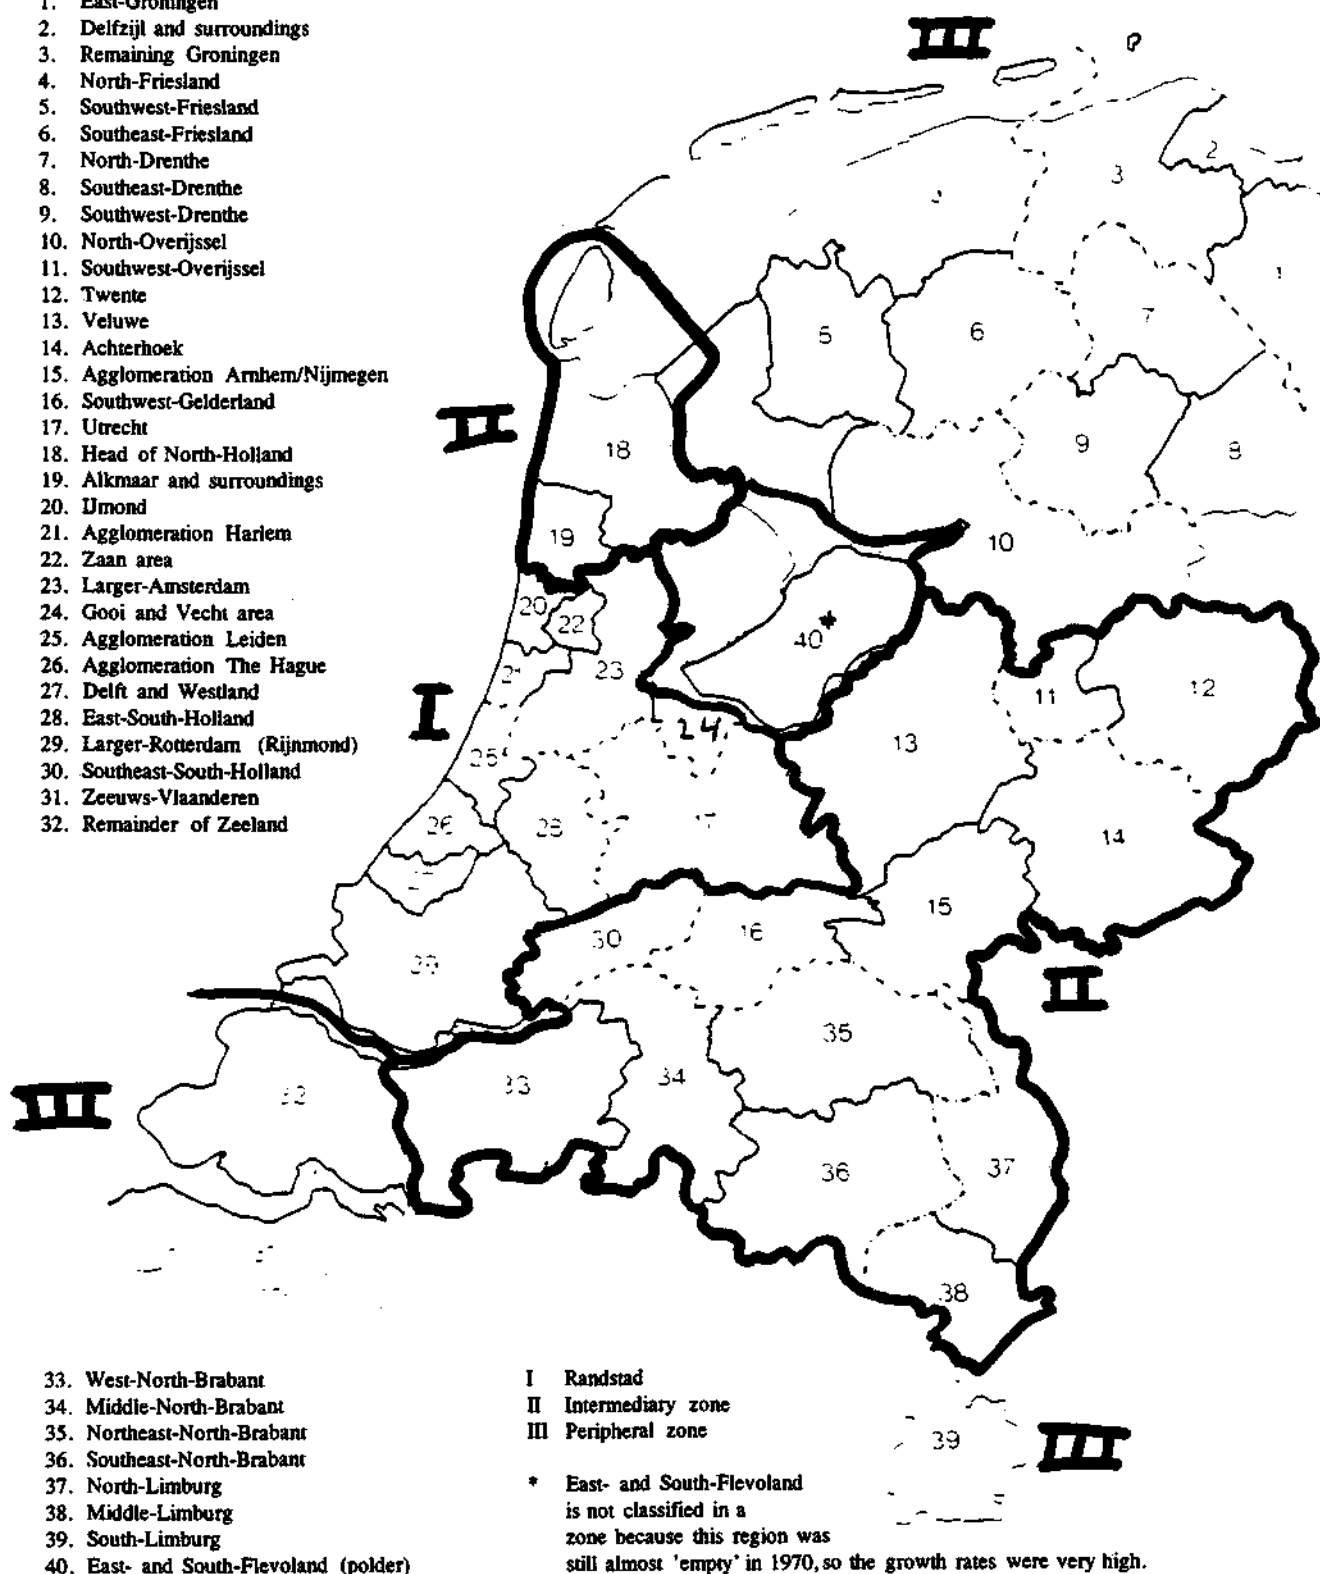 1. East-Groningen
2. Delfzijl and surroundings
3. Remaining Groningen
4. North-Friesland
5. Southwest-Friesland
6. Southeast-Friesland
7. North-Drenthe
8. Southeast-Drenthe
9. Southwest-Drenthe
10. North-Overijssel
11. Southwest-Overijssel
12. Twente
13. Veluwe
14. Achterhoek
15. Agglomeration Arnhem/Nijmegen
16. Southwest-Gelderland
17. Utrecht
18. Head of North-Holland
19. Alkmaar and surroundings
20. IJmond
21. Agglomeration Harlem
22. Zaan area
23. Larger-Amsterdam
24. Gooi and Vecht area
25. Agglomeration Leiden
26. Agglomeration The Hague
27. Delft and Westland
28. East-South-Holland
29. Larger-Rotterdam (Rijnmond)
30. Southeast-South-Holland
31. Zeeuws-Vlaanderen
32. Remainder of Zeeland
III
2
3
1
7
5
6
II
18
9
8
19
10
20
22
40*
23
11
12
I
24
13
25
26
28
17
14
15
30
16
29
II
35
III
32
33
34
36
37
38
39
III
33. West-North-Brabant
34. Middle-North-Brabant
35. Northeast-North-Brabant
36. Southeast-North-Brabant
37. North-Limburg
38. Middle-Limburg
39. South-Limburg
40. East- and South-Flevoland (polder)
I Randstad
II Intermediary zone
III Peripheral zone
* East- and South-Flevoland
is not classified in a
zone because this region was
still almost 'empty' in 1970, so the growth rates were very high.